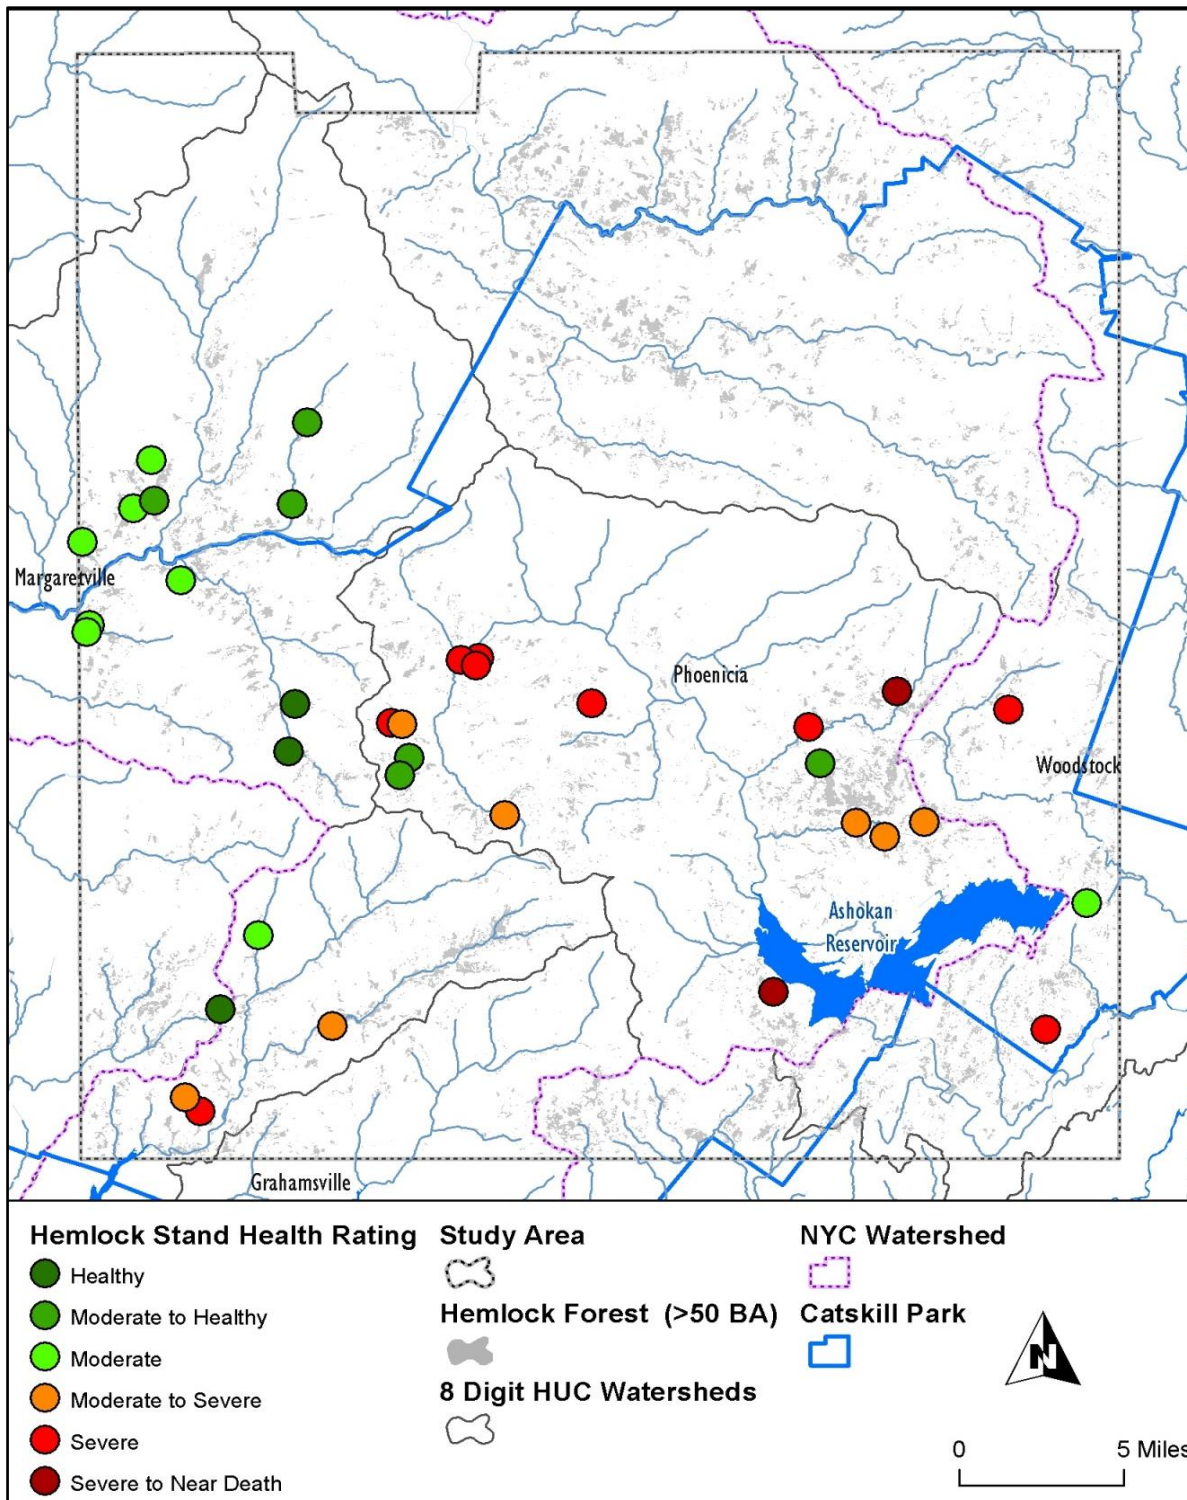 Margaretville
Phoenicia
Woodstock
Ashokan
Reservoir
Grahamsville
Hemlock Stand Health Rating
Healthy
Moderate to Healthy
Moderate
Moderate to Severe
Severe
Severe to Near Death
Study Area
Hemlock Forest (>50 BA)
8 Digit HUC Watersheds
NYC Watershed
Catskill Park
N
0 5 Miles